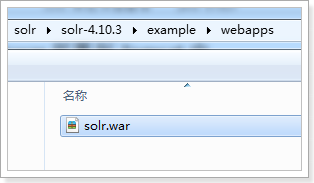 solr ▸ solr-4.10.3 ▸ example ▸ webapps
名称
solr.war